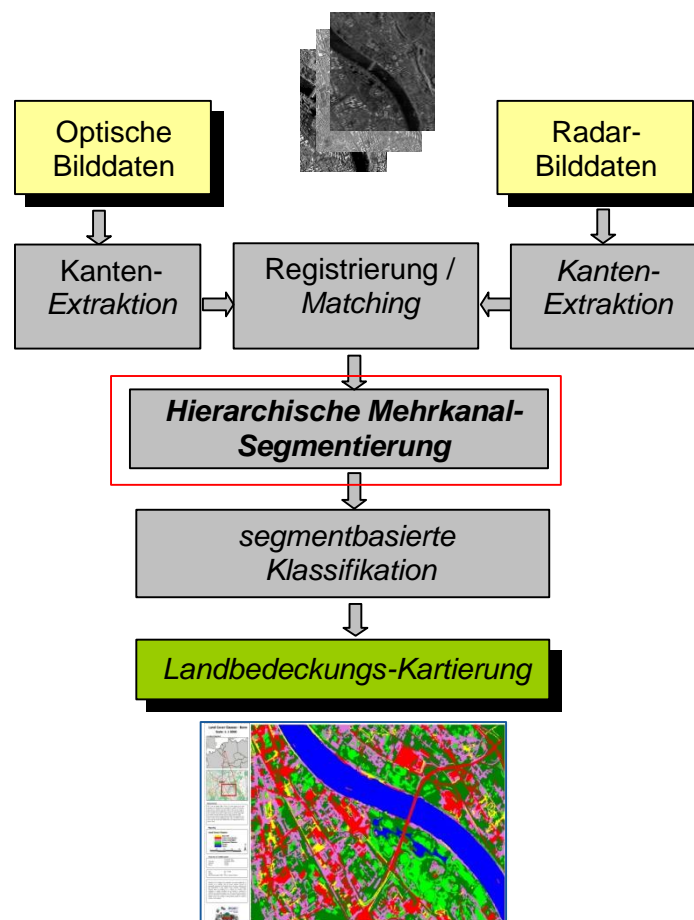 Optische
Bilddaten
Radar-
Bilddaten
Kanten-
Extraktion
Registrierung /
Matching
Kanten-
Extraktion
Hierarchische Mehrkanal-
Segmentierung
segmentbasierte
Klassifikation
Landbedeckungs-Kartierung